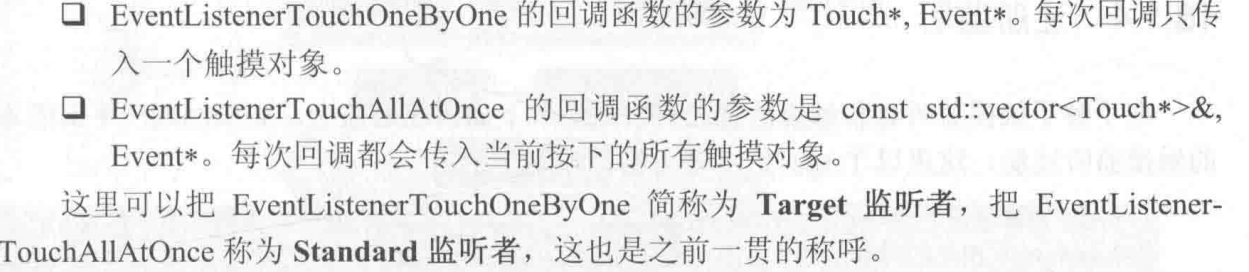 ❑ EventListenerTouchOneByOne 的回调函数的参数为 Touch*, Event*。每次回调只传
入一个触摸对象。
❑ EventListenerTouchAllAtOnce 的回调函数的参数是 const std::vector<Touch*>&,
Event*。每次回调都会传入当前按下的所有触摸对象。
这里可以把 EventListenerTouchOneByOne 简称为 Target 监听者，把 EventListener-
TouchAllAtOnce 称为 Standard 监听者，这也是之前一贯的称呼。